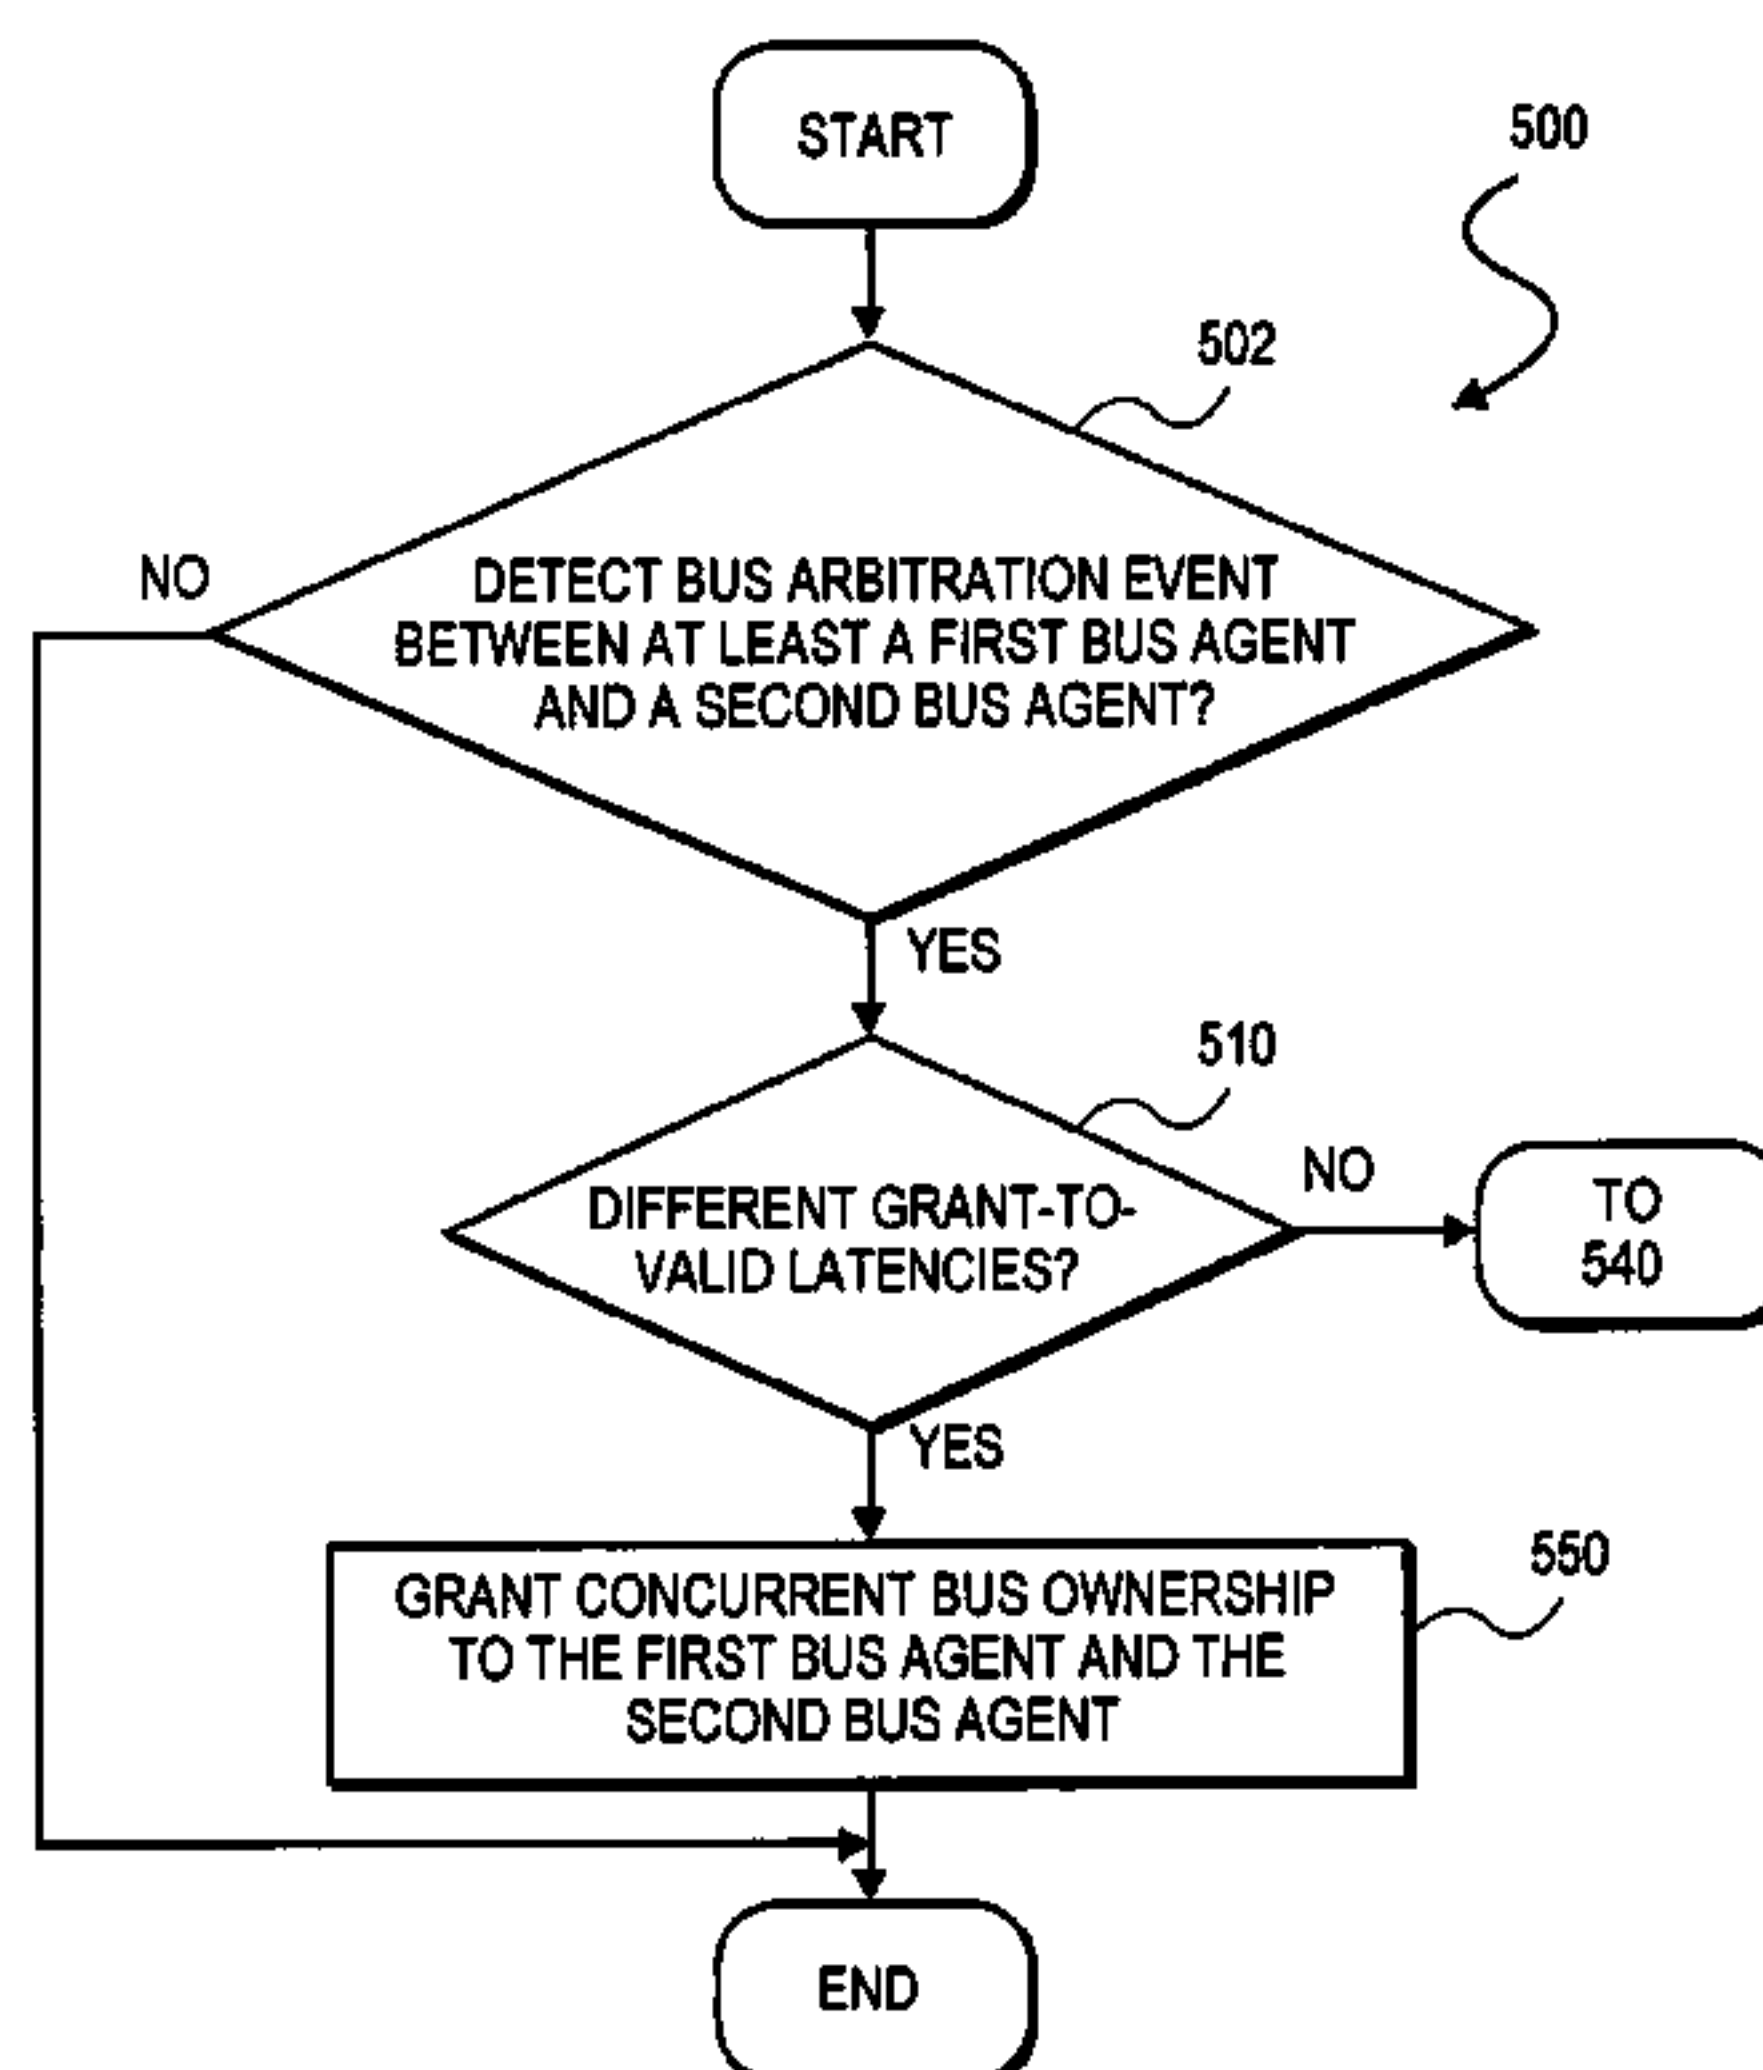 START
500
502
NO
DETECT BUS ARBITRATION EVENT
BETWEEN AT LEAST A FIRST BUS AGENT
AND A SECOND BUS AGENT?
YES
510
NO
DIFFERENT GRANT-TO-
VALID LATENCIES?
TO
540
YES
550
GRANT CONCURRENT BUS OWNERSHIP
TO THE FIRST BUS AGENT AND THE
SECOND BUS AGENT
END